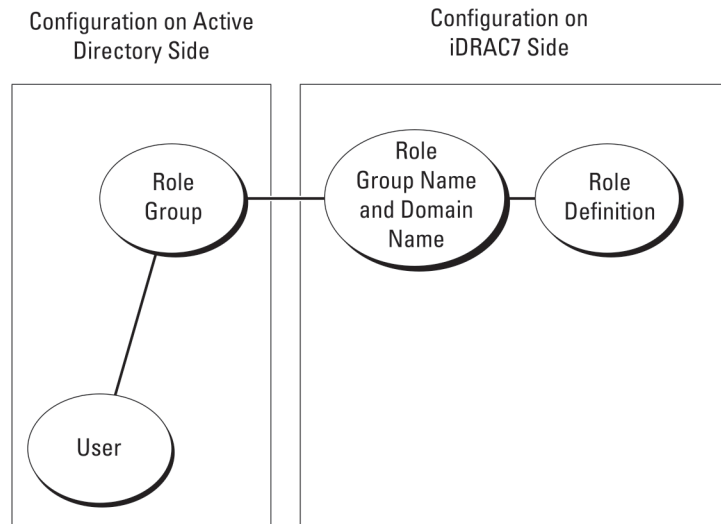 Configuration on Active
Directory Side
Configuration on
iDRAC7 Side
Role
Group
Role
Group Name
and Domain
Name
Role
Definition
User